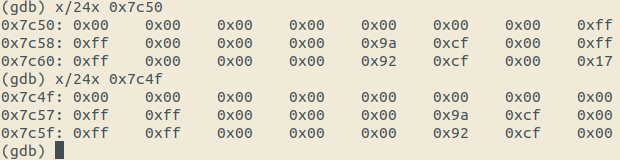 (gdb) x/24x 0x7c50
0x7c50: 0x00 0x00 0x00 0x00 0x00 0x00 0x00 0xff
0x7c58: 0xff 0x00 0x00 0x00 0x9a 0xcf 0x00 0xff
0x7c60: 0xff 0x00 0x00 0x00 0x92 0xcf 0x00 0x17
(gdb) x/24x 0x7c4f
0x7c4f: 0x00 0x00 0x00 0x00 0x00 0x00 0x00 0x00
0x7c57: 0xff 0xff 0x00 0x00 0x00 0x9a 0xcf 0x00
0x7c5f: 0xff 0xff 0x00 0x00 0x00 0x92 0xcf 0x00
(gdb)